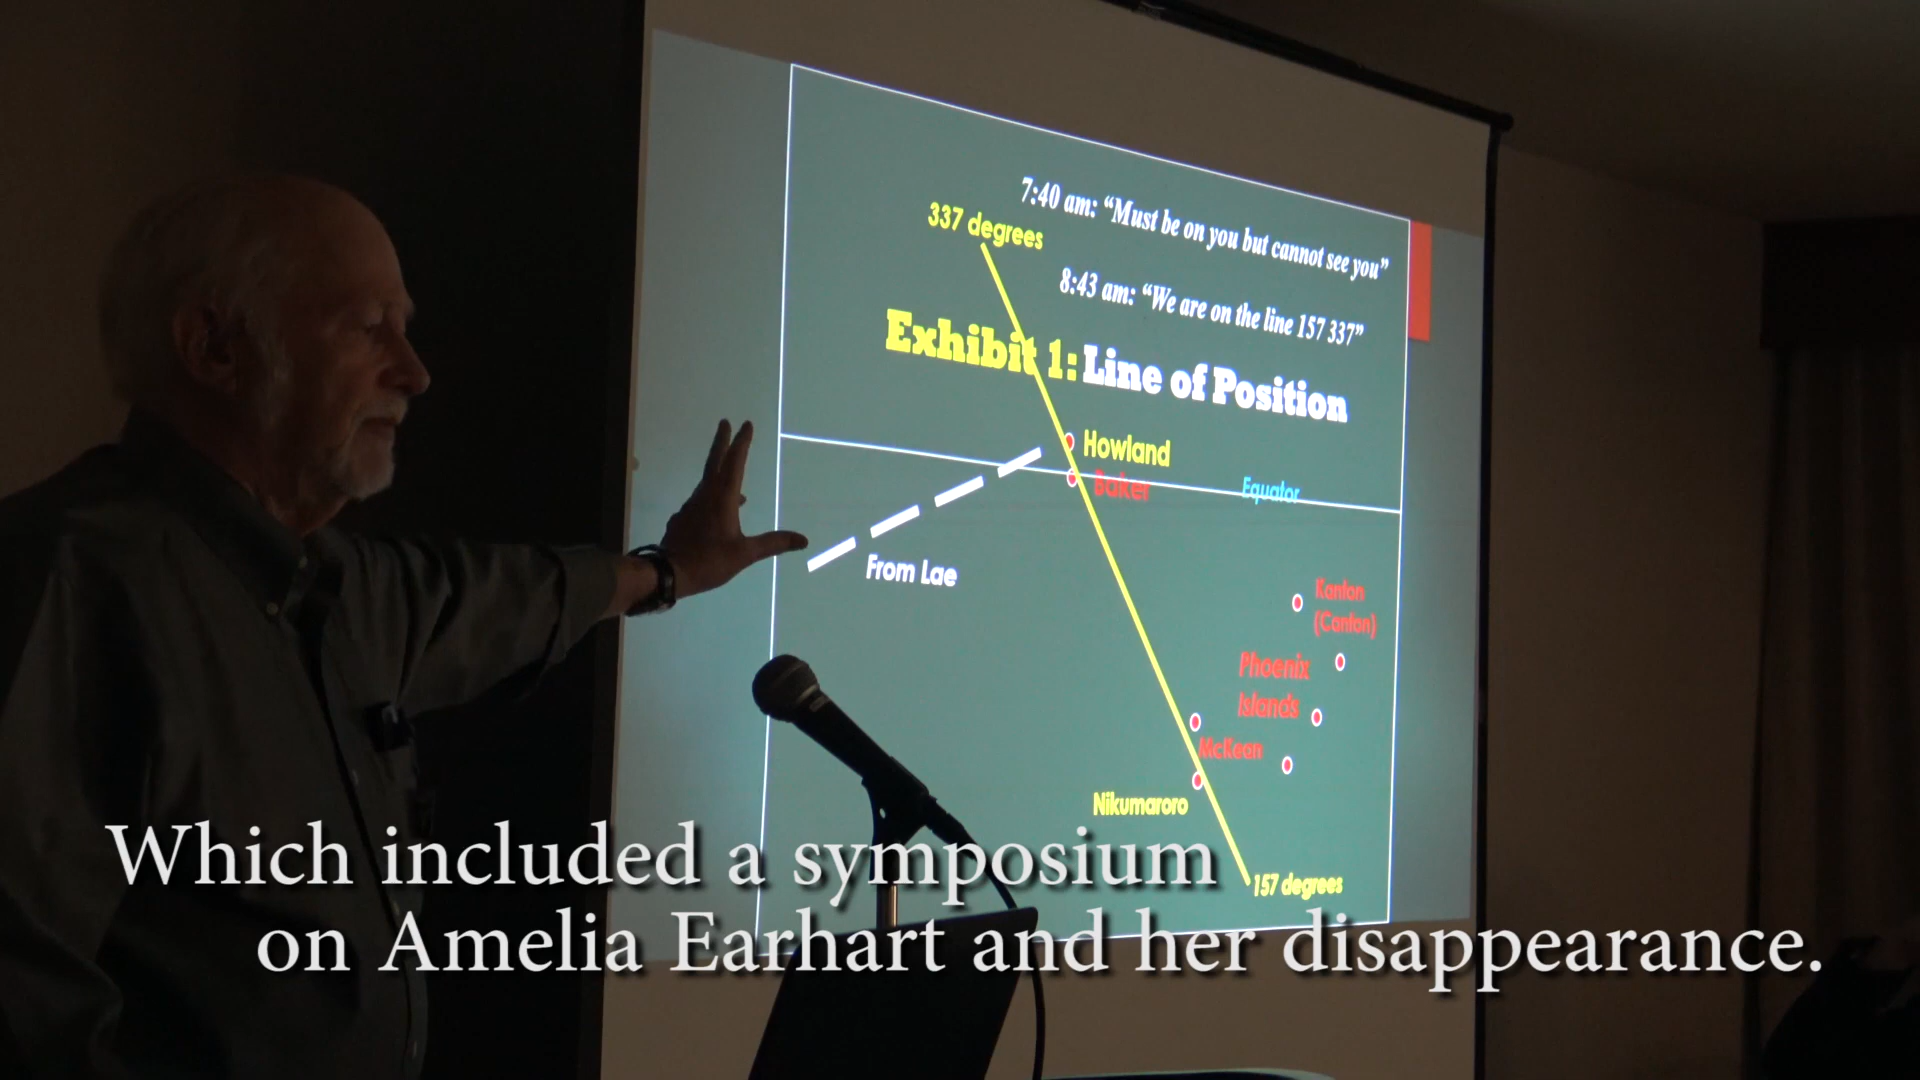 7:40 am: “Must be on you but cannot see you”
337 degrees
8:43 am: “We are on the line 157 337”
Exhibit 1: Line of Position
Howland
Baker
Equator
From Lae
Kanton
(Canton)
Phoenix
Islands
McKean
Nikumaroro
157 degrees
Which included a symposium
on Amelia Earhart and her disappearance.